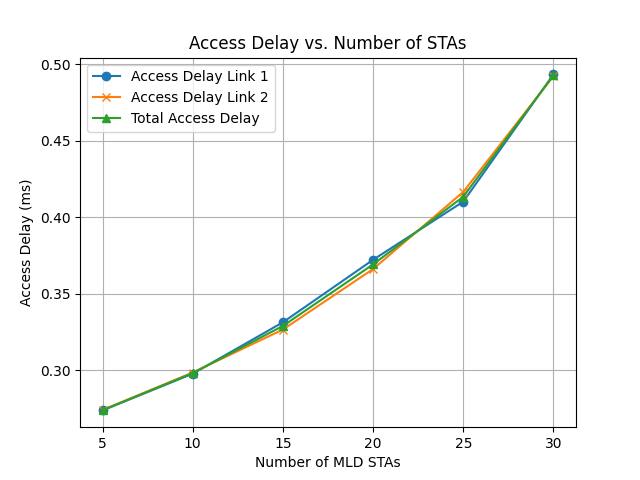 Access Delay vs. Number of STAs
Access Delay Link 1
Access Delay Link 2
Total Access Delay
Access Delay (ms)
0.50
0.45
0.40
0.35
0.30
5 10 15 20 25 30
Number of MLD STAs